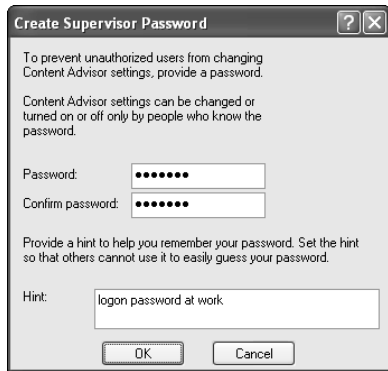 Create Supervisor Password
To prevent unauthorized users from changing
Content Advisor settings, provide a password.
Content Advisor settings can be changed or
turned on or off only by people who know the
password.
Password: •••••••
Confirm password: •••••••
Provide a hint to help you remember your password. Set the hint
so that others cannot use it to easily guess your password.
Hint: logon password at work
OK Cancel